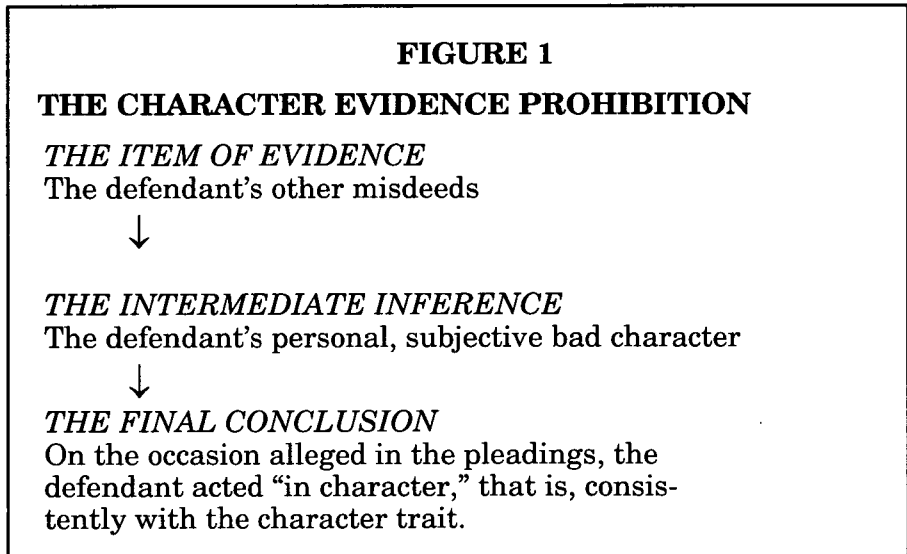 FIGURE 1
THE CHARACTER EVIDENCE PROHIBITION
THE ITEM OF EVIDENCE
The defendant's other misdeeds
↓
THE INTERMEDIATE INFERENCE
The defendant's personal, subjective bad character
↓
THE FINAL CONCLUSION
On the occasion alleged in the pleadings, the
defendant acted “in character,” that is, consis-
tently with the character trait.